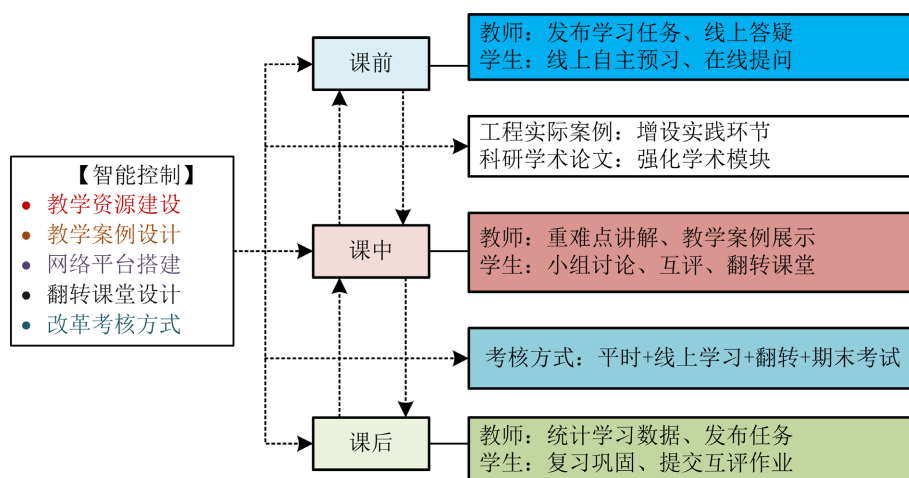 【智能控制】
• 教学资源建设
• 教学案例设计
• 网络平台搭建
• 翻转课堂设计
• 改革考核方式
课前
教师：发布学习任务、线上答疑
学生：线上自主预习、在线提问
工程实际案例：增设实践环节
科研学术论文：强化学术模块
课中
教师：重难点讲解、教学案例展示
学生：小组讨论、互评、翻转课堂
考核方式：平时+线上学习+翻转+期末考试
课后
教师：统计学习数据、发布任务
学生：复习巩固、提交互评作业